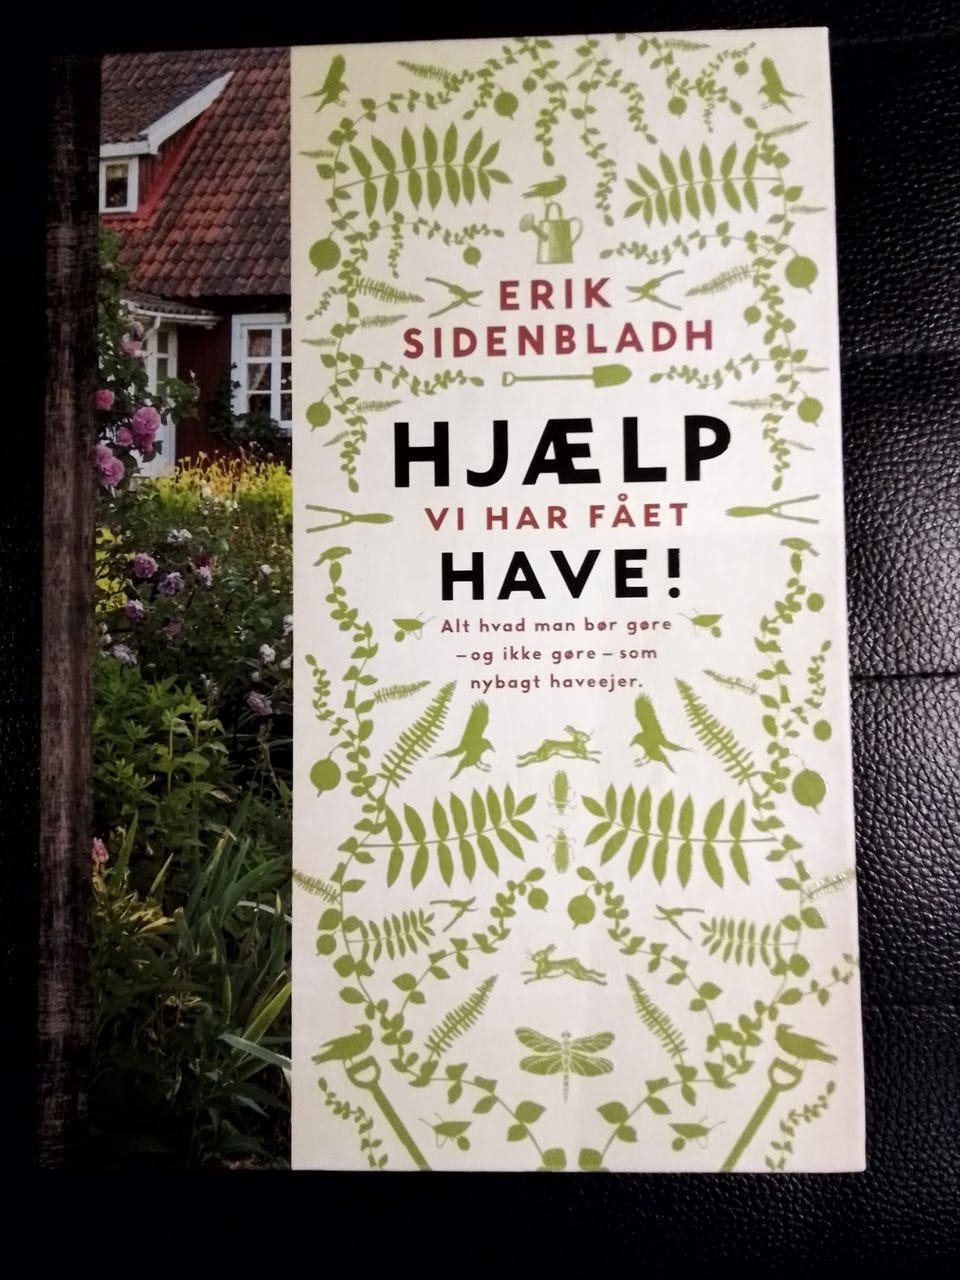 ERIK
SIDENBLADH
HJÆLP
VI HAR FÅET
HAVE!
Alt hvad man bør gøre
– og ikke gøre – som
nybagt haveejer.